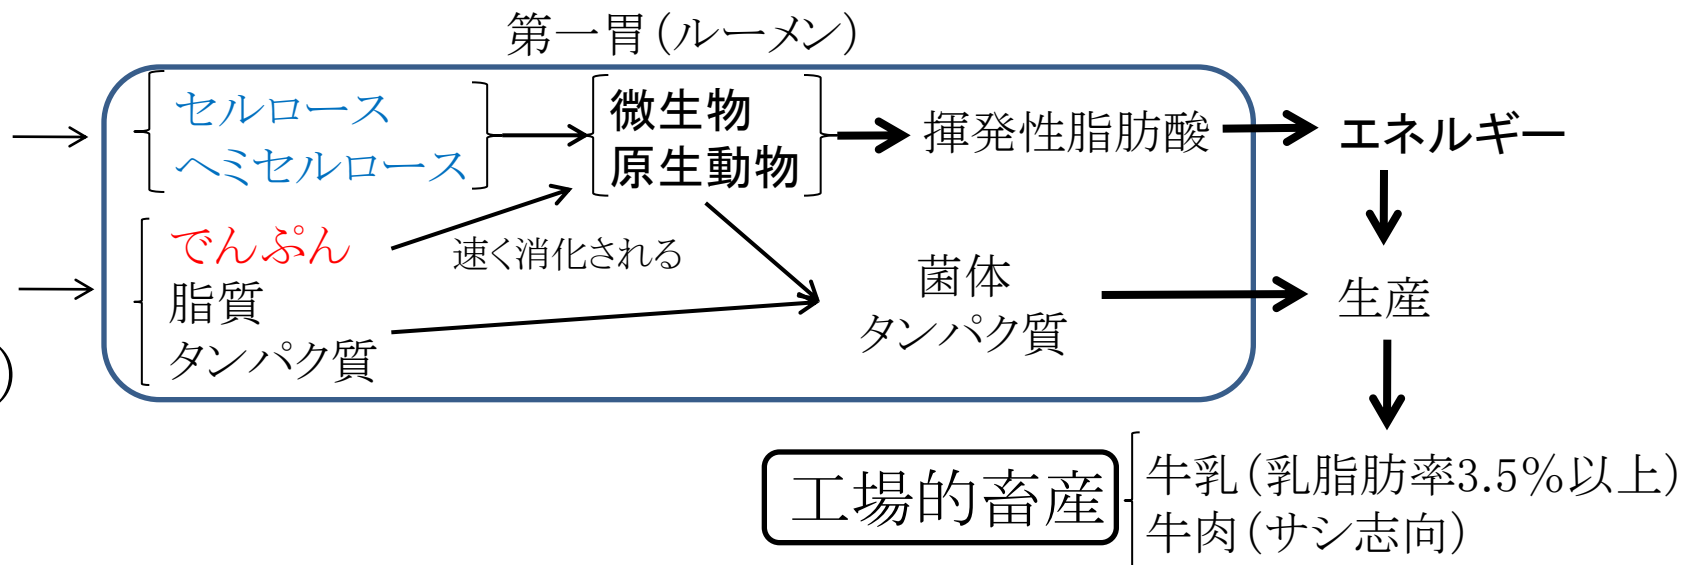 第一胃(ルーメン)
セルロース
ヘミセルロース
微生物
原生動物
揮発性脂肪酸
エネルギー
でんぷん
脂質
タンパク質
速く消化される
菌体
タンパク質
生産
工場的畜産
牛乳(乳脂肪率3.5%以上)
牛肉(サシ志向)